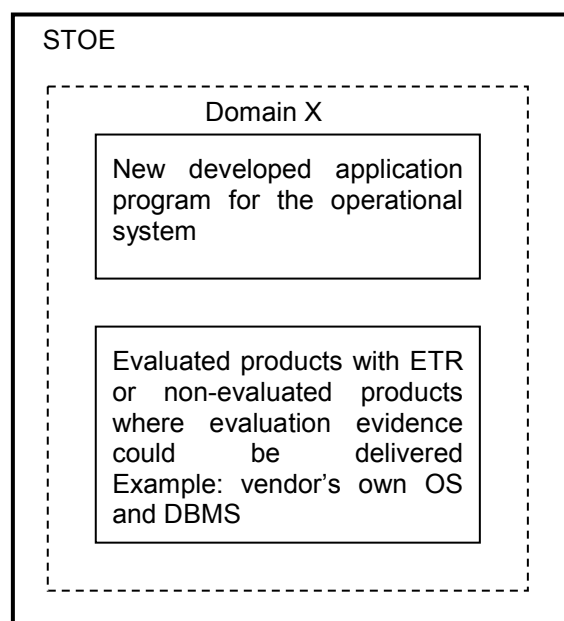 STOE
Domain X
New developed application
program for the operational
system
Evaluated products with ETR
or non-evaluated products
where evaluation evidence
could be delivered
Example: vendor's own OS
and DBMS